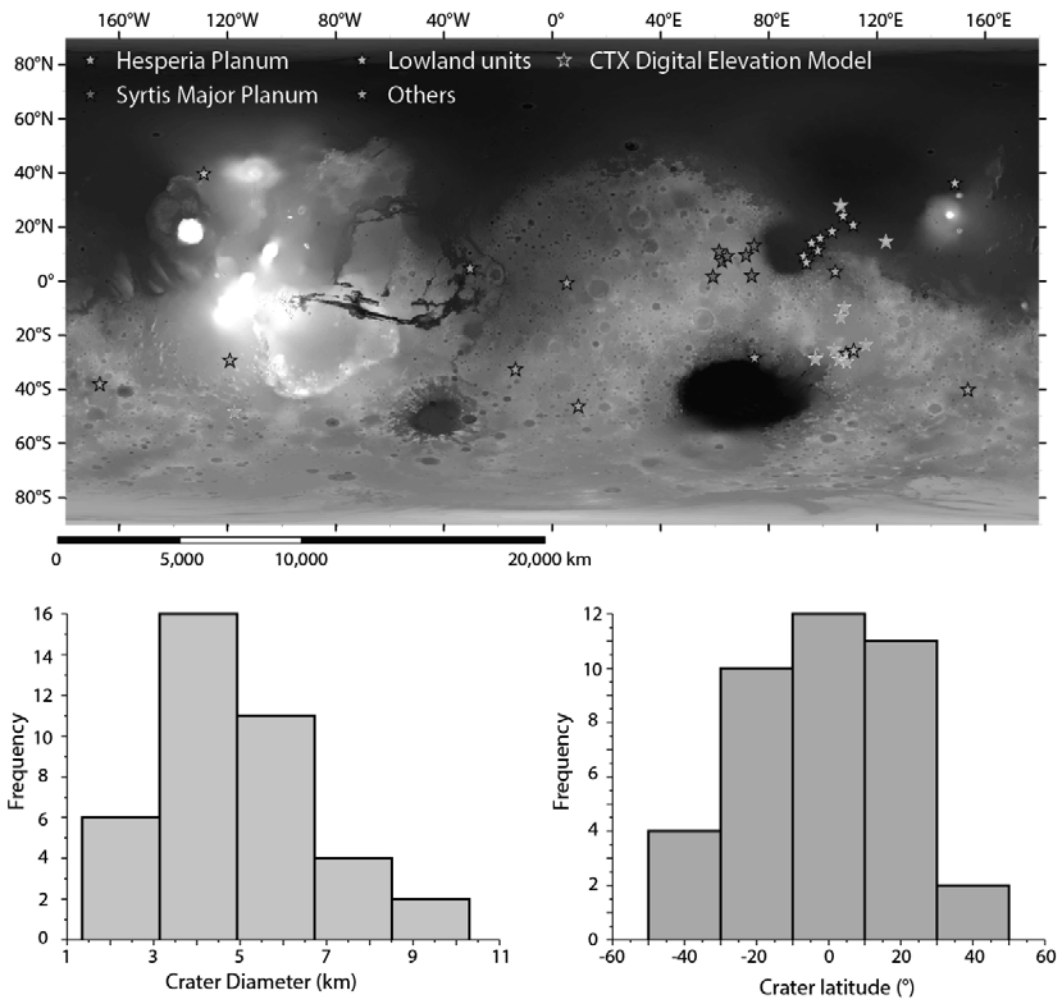 160°W 120°W 80°W 40°W 0° 40°E 80°E 120°E 160°E
80°N
Hesperia Planum Lowland units CTX Digital Elevation Model
Syrtis Major Planum Others
60°N
40°N
20°N
0°
20°S
40°S
60°S
80°S
0 5,000 10,000 20,000 km
16
14
12
10
8
6
4
2
0
Frequency
1 3 5 7 9 11
Crater Diameter (km)
12
10
8
6
4
2
0
Frequency
-60 -40 -20 0 20 40 60
Crater latitude (°)